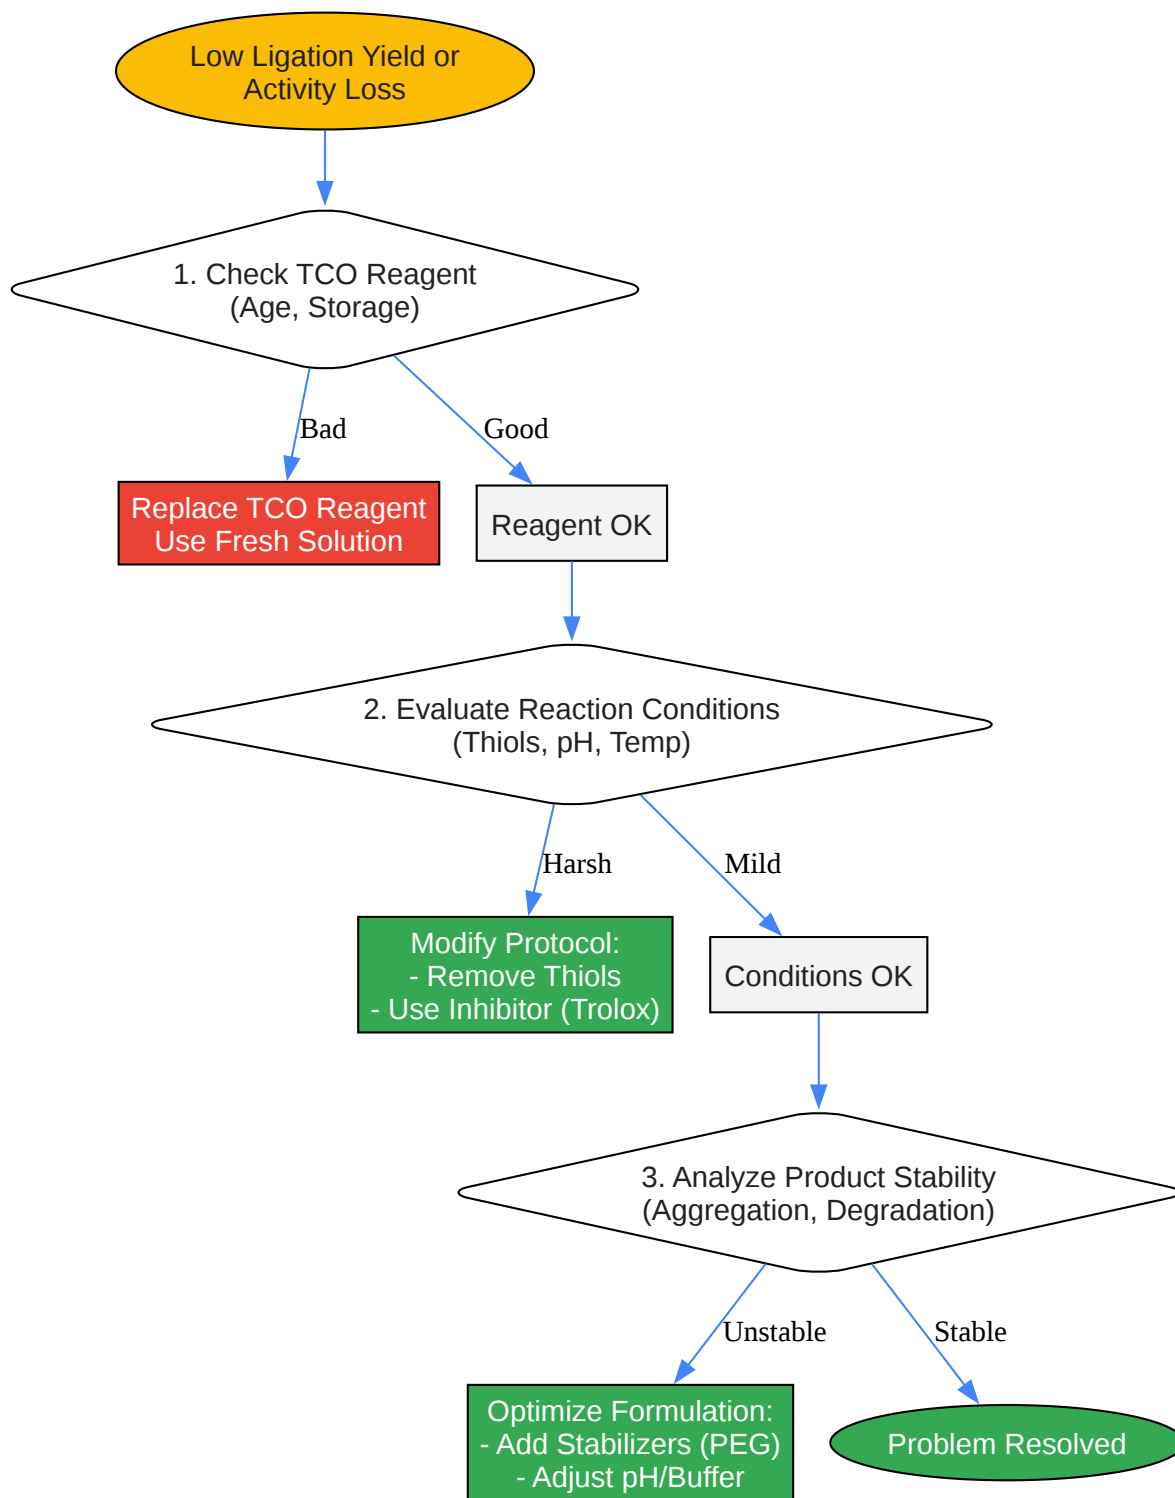 Low Ligation Yield or
Activity Loss
1. Check TCO Reagent
(Age, Storage)
Bad
Good
Replace TCO Reagent
Use Fresh Solution
Reagent OK
2. Evaluate Reaction Conditions
(Thiols, pH, Temp)
Harsh
Mild
Modify Protocol:
- Remove Thiols
- Use Inhibitor (Trolox)
Conditions OK
3. Analyze Product Stability
(Aggregation, Degradation)
Unstable
Stable
Optimize Formulation:
- Add Stabilizers (PEG)
- Adjust pH/Buffer
Problem Resolved